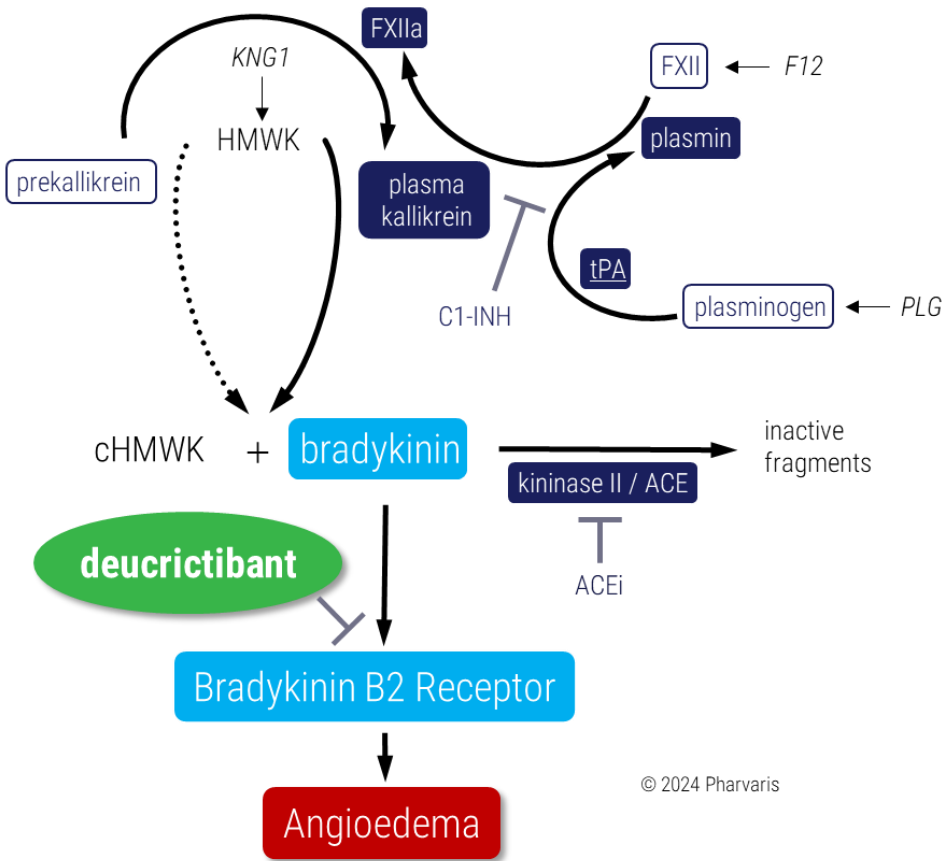 FXIIa
KNG1
FXII
F12
HMWK
plasmin
prekallikrein
plasma
kallikrein
tPA
C1-INH
plasminogen
PLG
cHMWK + bradykinin
inactive
fragments
kininase II / ACE
deucrictibant
ACEi
Bradykinin B2 Receptor
© 2024 Pharvaris
Angioedema